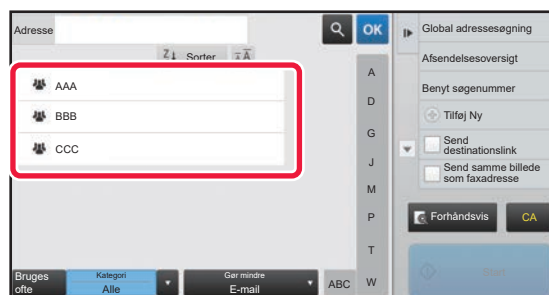 Adresse
OK
Sorter
AAA
BBB
CCC
A
D
G
J
M
P
T
W
ABC
Bruges
ofte
Kategori
Alle
Gør mindre
E-mail
Global adressesøgning
Afsendelsesoversigt
Benyt søgenummer
Tilføj Ny
Send
destinationslink
Send samme billede
som faxadresse
Forhåndsvis
CA
Start